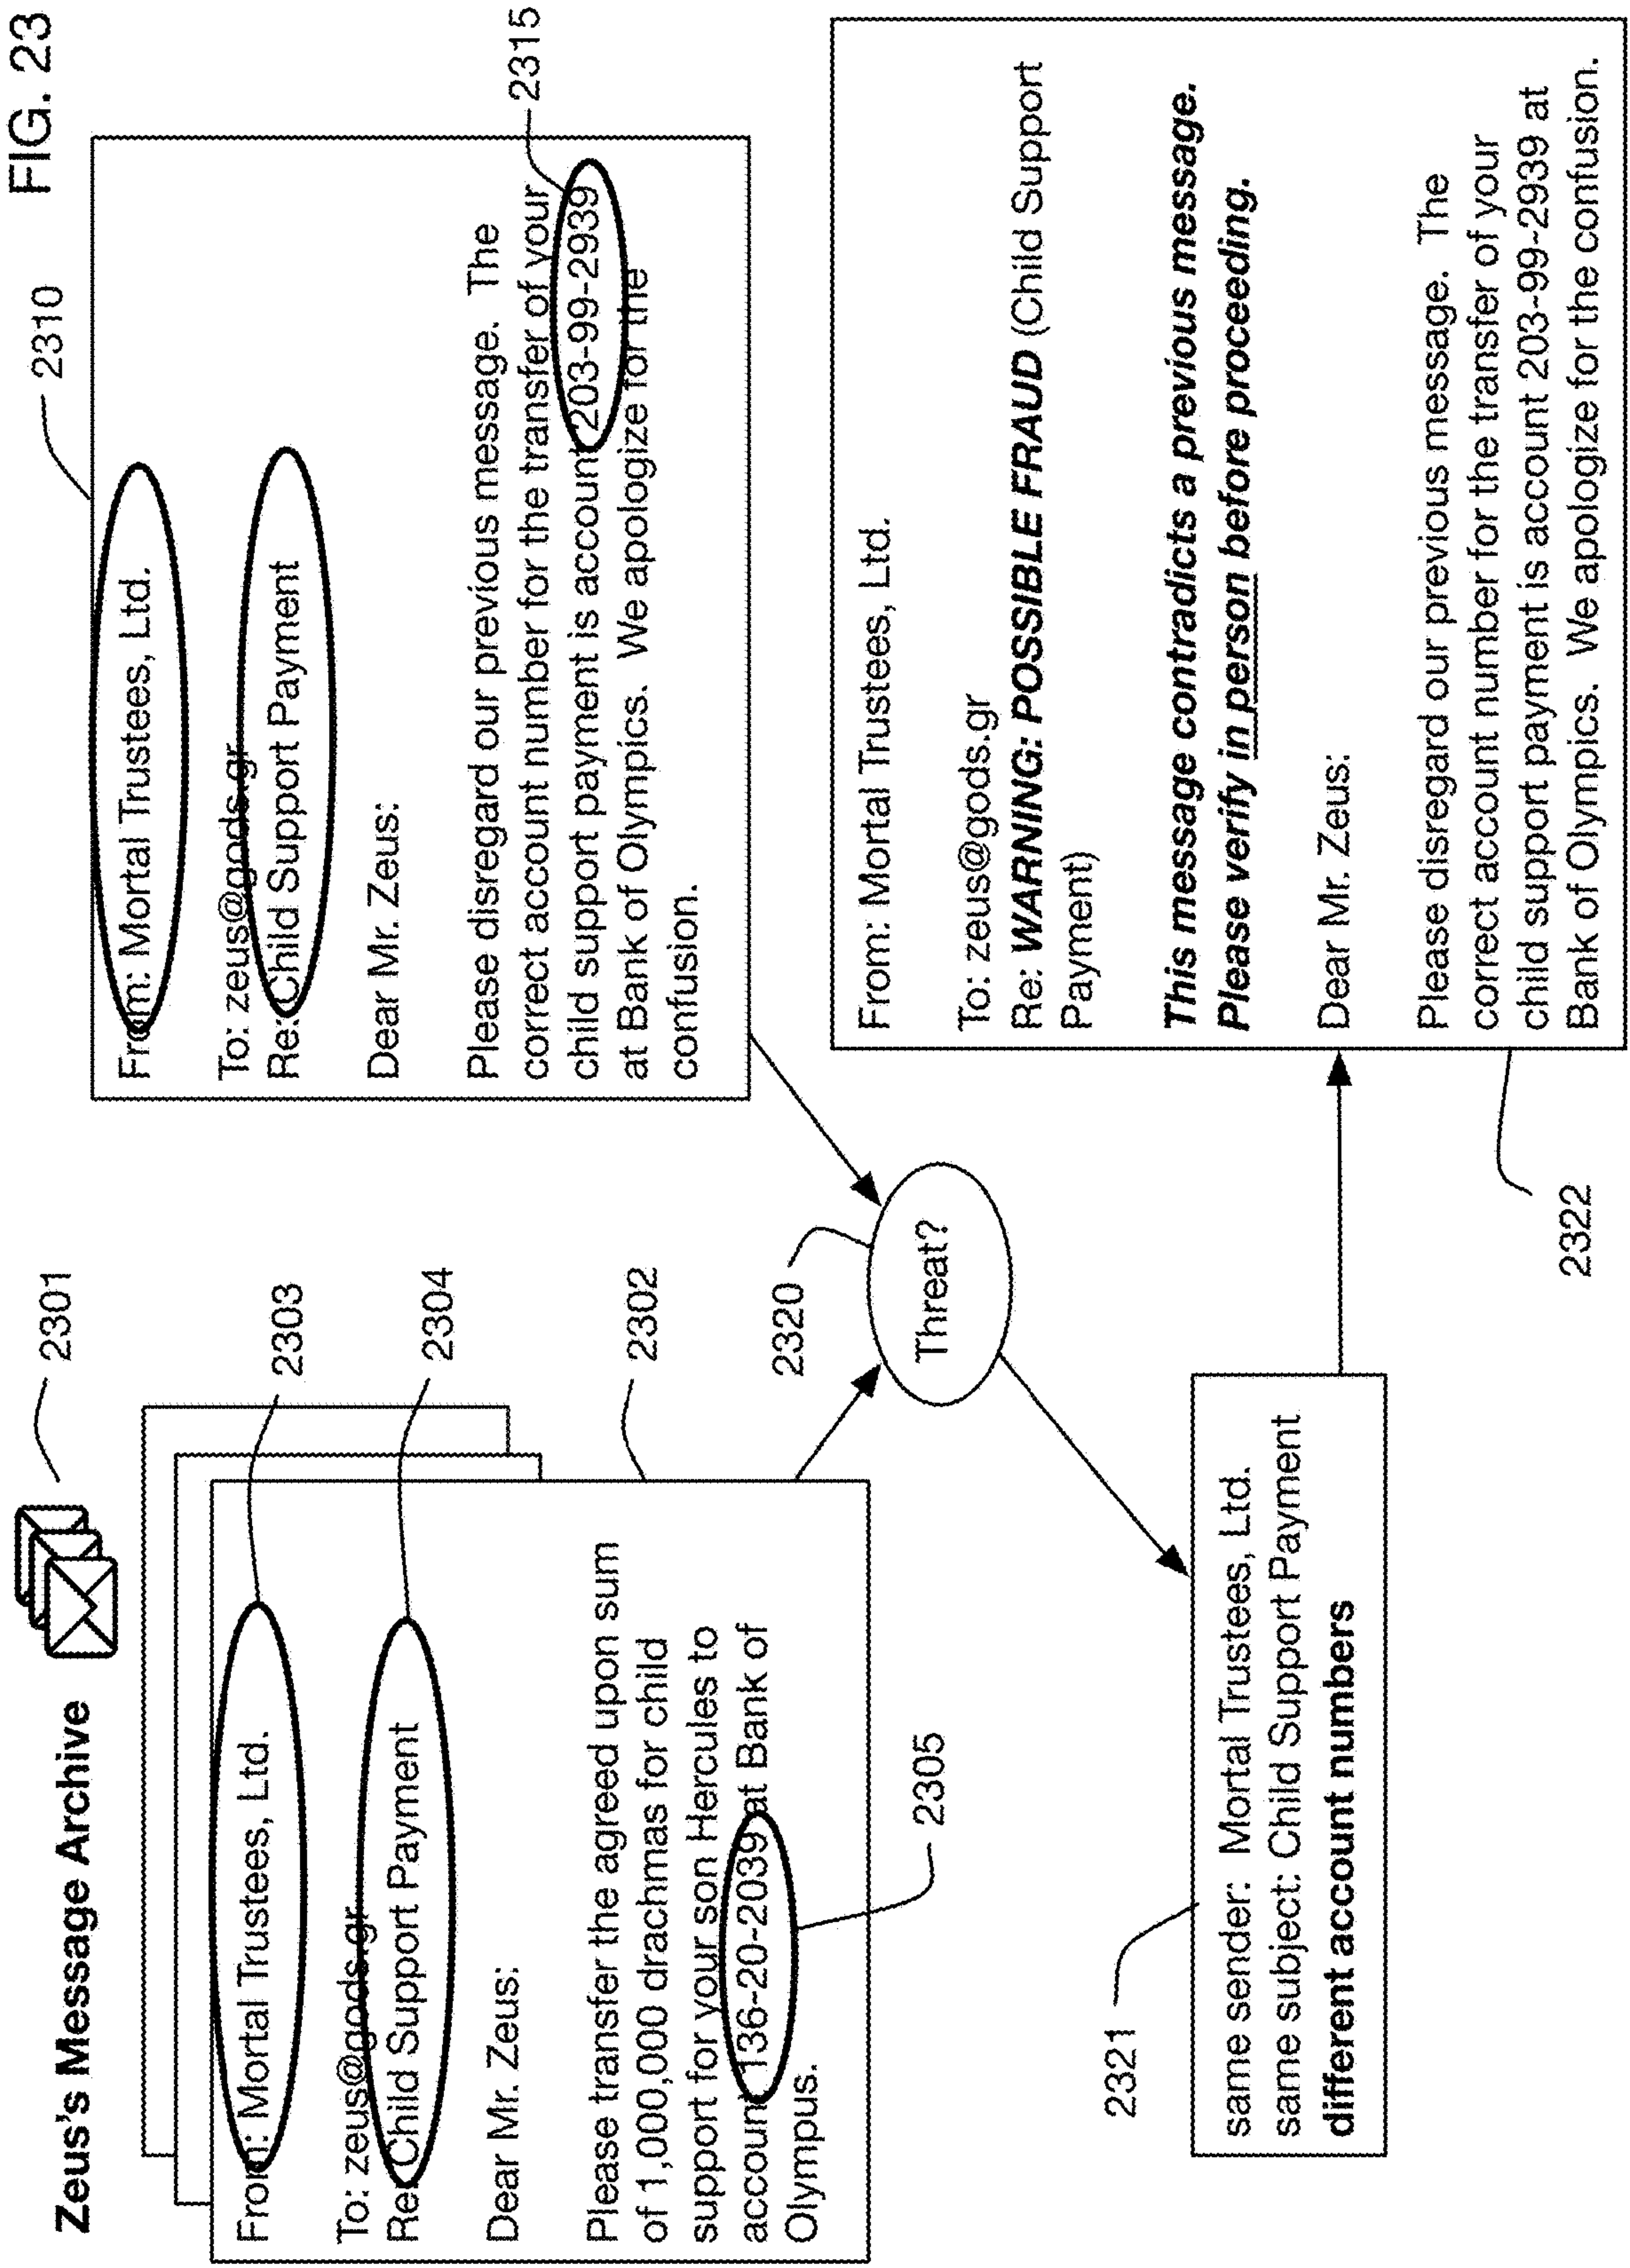 FIG. 23
Zeus's Message Archive
2301
2303
2304
2302
From: Mortal Trustees, Ltd.
To: zeus@gods.gr
Re: Child Support Payment
Dear Mr. Zeus:
Please transfer the agreed upon sum
of 1,000,000 drachmas for child
support for your son Hercules to
account 136-20-2039 at Bank of
Olympus.
2305
2310
From: Mortal Trustees, Ltd.
To: zeus@gods.gr
Re: Child Support Payment
Dear Mr. Zeus:
Please disregard our previous message. The
correct account number for the transfer of your
child support payment is account 203-99-2939
at Bank of Olympics. We apologize for the
confusion.
2315
2320
Threat?
2321
same sender: Mortal Trustees, Ltd.
same subject: Child Support Payment
different account numbers
2322
From: Mortal Trustees, Ltd.
To: zeus@gods.gr
Re: WARNING: POSSIBLE FRAUD (Child Support
Payment)
This message contradicts a previous message.
Please verify in person before proceeding.
Dear Mr. Zeus:
Please disregard our previous message. The
correct account number for the transfer of your
child support payment is account 203-99-2939 at
Bank of Olympics. We apologize for the confusion.